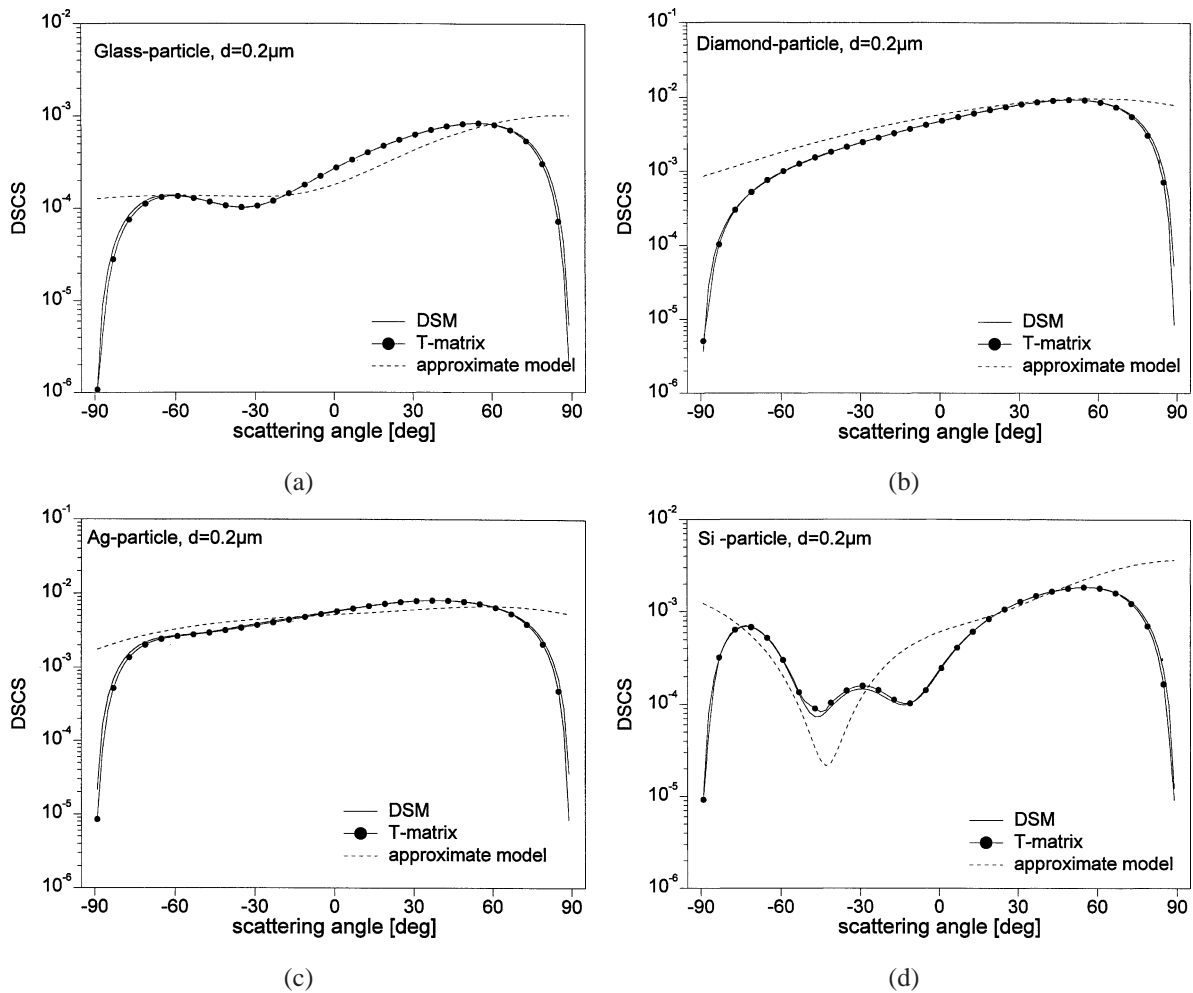 10⁻²
Glass-particle, d=0.2µm
10⁻³
DSCS
10⁻⁴
10⁻⁵
DSM
T-matrix
approximate model
10⁻⁶
-90 -60 -30 0 30 60 90
scattering angle [deg]
(a)
10⁻¹
Diamond-particle, d=0.2µm
10⁻²
10⁻³
DSCS
10⁻⁴
10⁻⁵
DSM
T-matrix
approximate model
10⁻⁶
-90 -60 -30 0 30 60 90
scattering angle [deg]
(b)
10⁻¹
Ag-particle, d=0.2µm
10⁻²
10⁻³
DSCS
10⁻⁴
10⁻⁵
DSM
T-matrix
approximate model
10⁻⁶
-90 -60 -30 0 30 60 90
scattering angle [deg]
(c)
10⁻²
Si -particle, d=0.2µm
10⁻³
DSCS
10⁻⁴
10⁻⁵
DSM
T-matrix
approximate model
10⁻⁶
-90 -60 -30 0 30 60 90
scattering angle [deg]
(d)